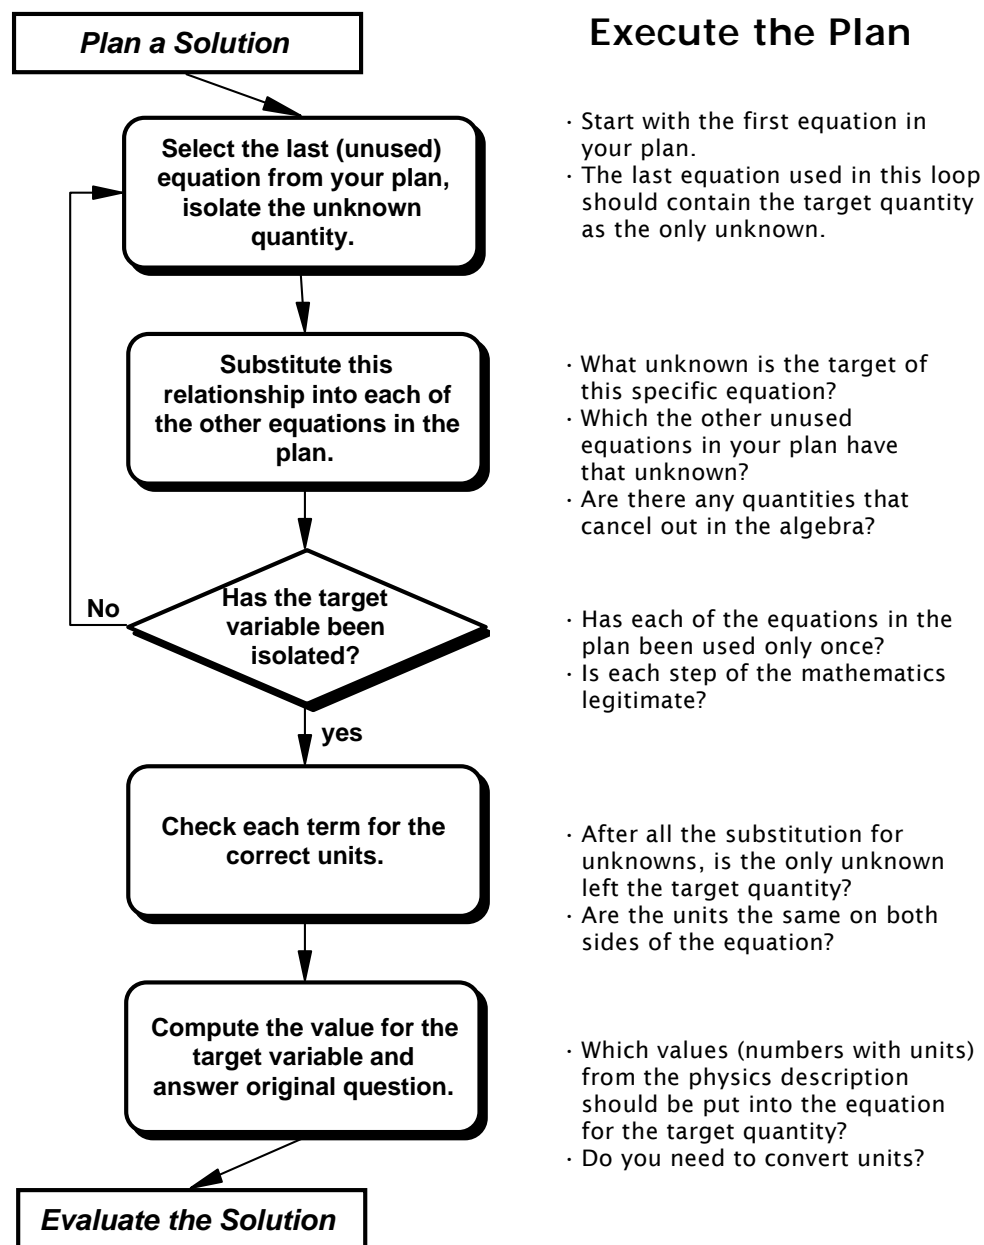 Plan a Solution
Execute the Plan
Select the last (unused)
equation from your plan,
isolate the unknown
quantity.
· Start with the first equation in
your plan.
· The last equation used in this loop
should contain the target quantity
as the only unknown.
Substitute this
relationship into each of
the other equations in the
plan.
· What unknown is the target of
this specific equation?
· Which the other unused
equations in your plan have
that unknown?
· Are there any quantities that
cancel out in the algebra?
No
Has the target
variable been
isolated?
· Has each of the equations in the
plan been used only once?
· Is each step of the mathematics
legitimate?
yes
Check each term for the
correct units.
· After all the substitution for
unknowns, is the only unknown
left the target quantity?
· Are the units the same on both
sides of the equation?
Compute the value for the
target variable and
answer original question.
· Which values (numbers with units)
from the physics description
should be put into the equation
for the target quantity?
· Do you need to convert units?
Evaluate the Solution